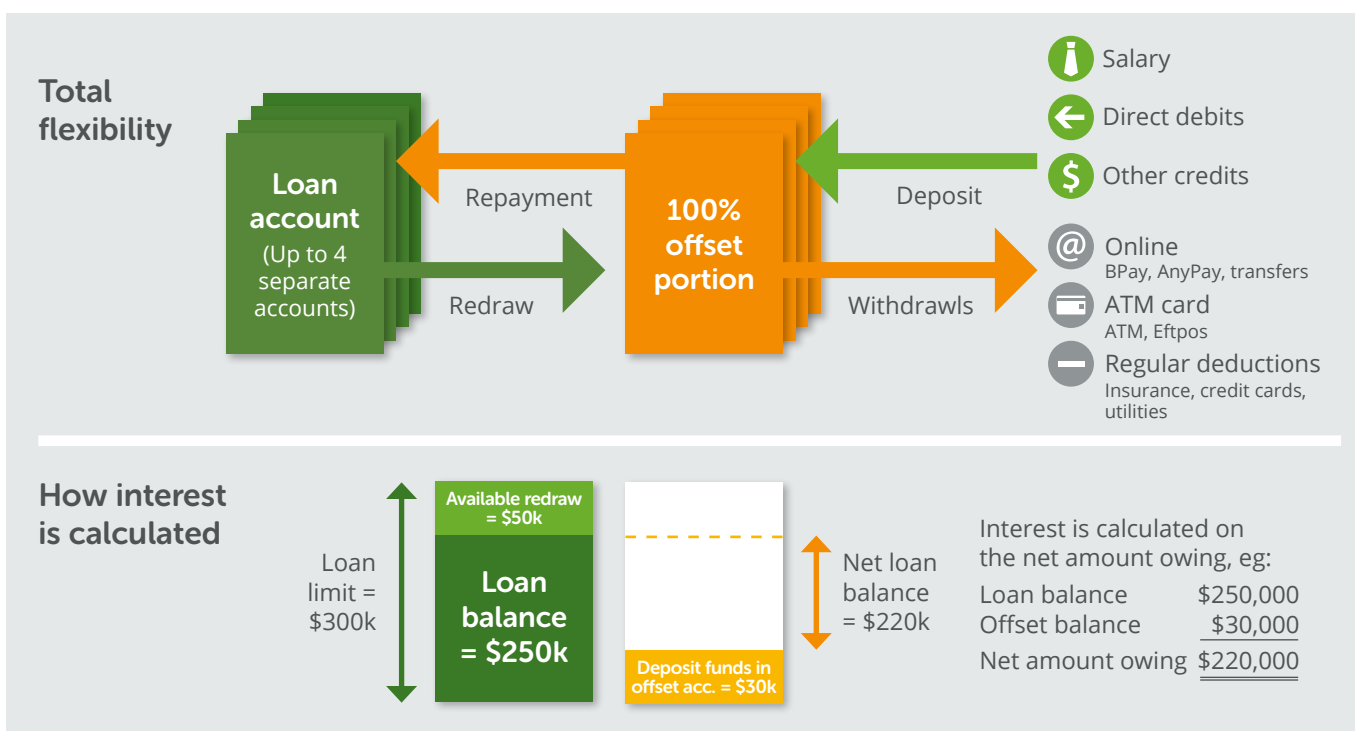 Total
flexibility
Loan
account
(Up to 4
separate
accounts)
Repayment
Redraw
100%
offset
portion
Deposit
Withdrawls
Salary
Direct debits
$
Other credits
@
Online
BPay, AnyPay, transfers
ATM card
ATM, Eftpos
Regular deductions
Insurance, credit cards,
utilities
How interest
is calculated
Loan
limit =
$300k
Available redraw
= $50k
Loan
balance
= $250k
Deposit funds in
offset acc. = $30k
Net loan
balance
= $220k
Interest is calculated on
the net amount owing, eg:
Loan balance $250,000
Offset balance $30,000
Net amount owing $220,000